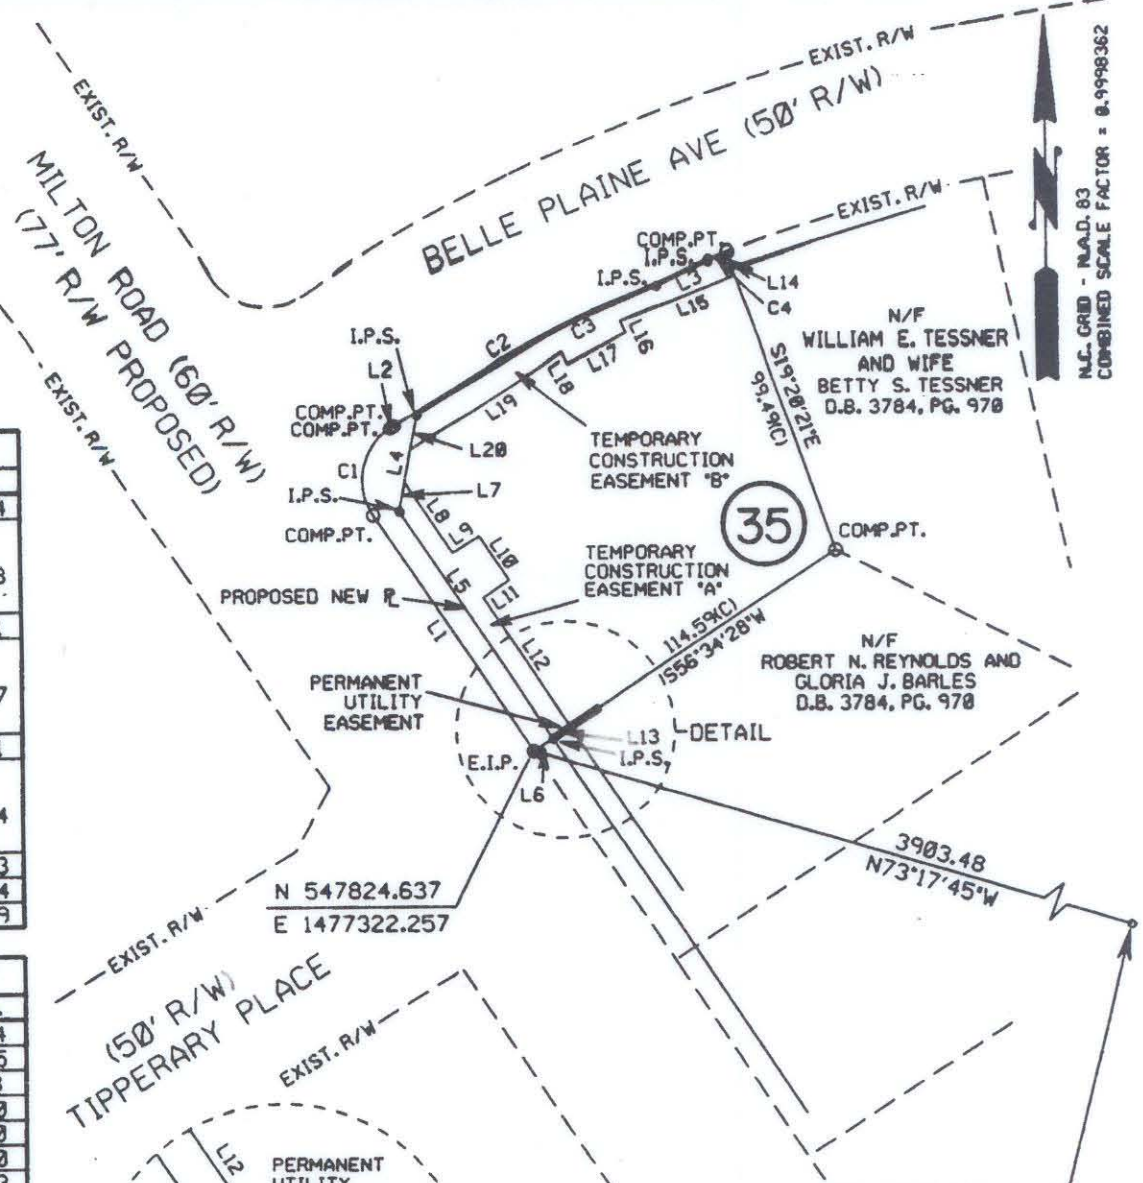 EXIST. R/W
EXIST. R/W
BELLE PLAINE AVE (50' R/W)
MILTON ROAD (60' R/W)
(77' R/W PROPOSED)
EXIST. R/W
EXIST. R/W
N.C. GRID - N.A.D. 83
COMBINED SCALE FACTOR = 0.9998362
COMP.PT.
I.P.S.
I.P.S.
L3
L14
C4
L15
L16
C3
C2
L17
L18
L19
I.P.S.
L2
COMP.PT.
COMP.PT.
C1
L4
L20
L7
I.P.S.
COMP.PT.
L8
L9
L10
L11
L5
L1
L12
N/F
WILLIAM E. TESSNER
AND WIFE
BETTY S. TESSNER
D.B. 3784, PG. 970
S19°20'21"E
99.49(C)
TEMPORARY
CONSTRUCTION
EASEMENT "B"
35
COMP.PT.
TEMPORARY
CONSTRUCTION
EASEMENT "A"
PROPOSED NEW PL
114.59(C)
S56°34'28"W
N/F
ROBERT N. REYNOLDS AND
GLORIA J. BARLES
D.B. 3784, PG. 970
PERMANENT
UTILITY
EASEMENT
L13
DETAIL
I.P.S.
E.I.P.
L6
3903.48
N73°17'45"W
N 547824.637
E 1477322.257
EXIST. R/W
(50' R/W)
TIPPERARY PLACE
EXIST. R/W
L12
PERMANENT
UTILITY